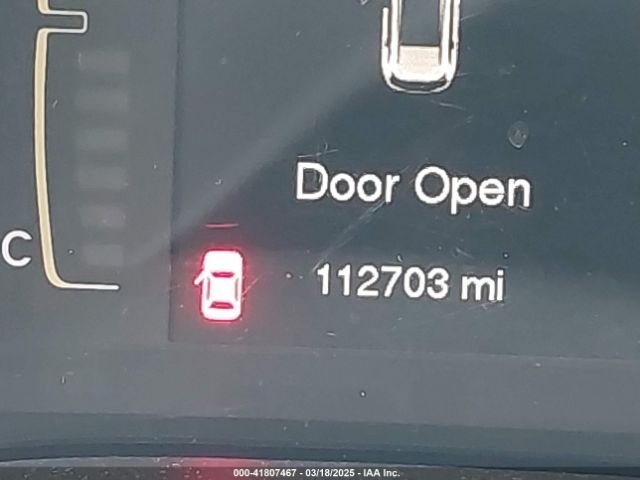 Door Open
C
112703 mi
000-41807467 - 03/18/2025 - IAA Inc.